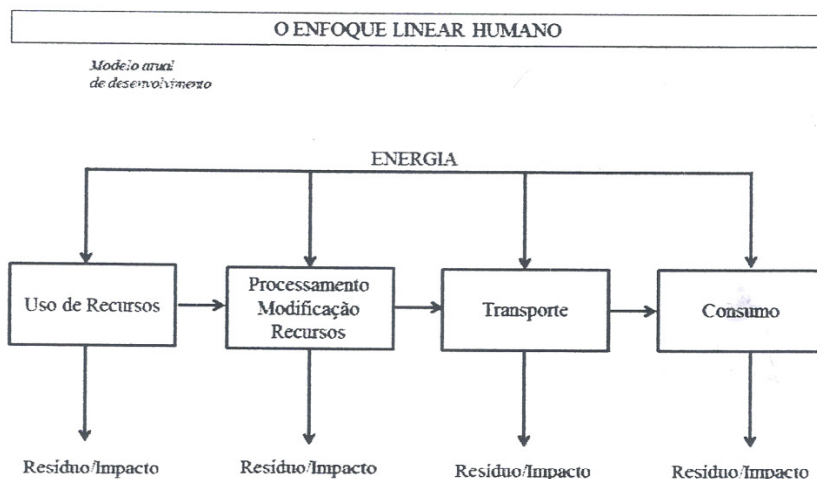 O ENFOQUE LINEAR HUMANO
Modelo atual
de desenvolvimento
ENERGIA
Uso de Recursos
Processamento
Modificação
Recursos
Transporte
Consumo
Resíduo/Impacto
Resíduo/Impacto
Resíduo/Impacto
Resíduo/Impacto